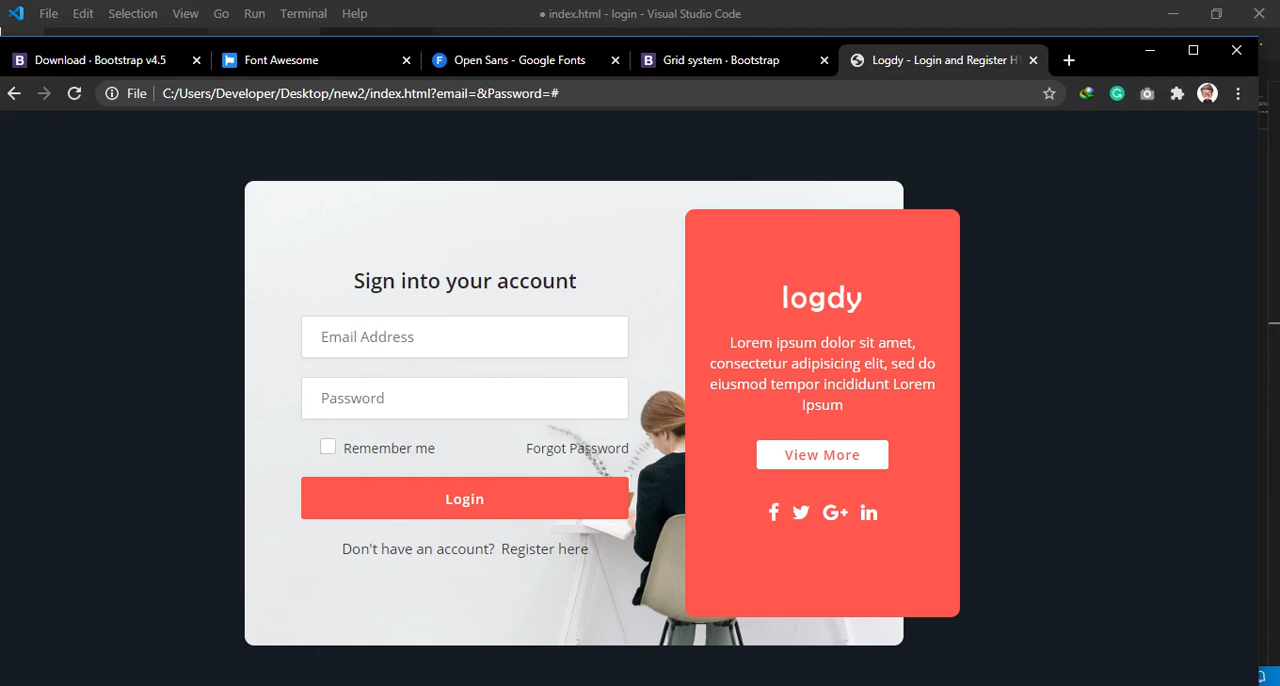 File Edit Selection View Go Run Terminal Help
● index.html - login - Visual Studio Code
Download · Bootstrap v4.5
Font Awesome
Open Sans - Google Fonts
Grid system · Bootstrap
Logdy - Login and Register HT
File
C:/Users/Developer/Desktop/new2/index.html?email=&Password=#
Sign into your account
Email Address
Password
Remember me
Forgot Password
Login
Don't have an account? Register here
logdy
Lorem ipsum dolor sit amet,
consectetur adipisicing elit, sed do
eiusmod tempor incididunt Lorem
Ipsum
View More